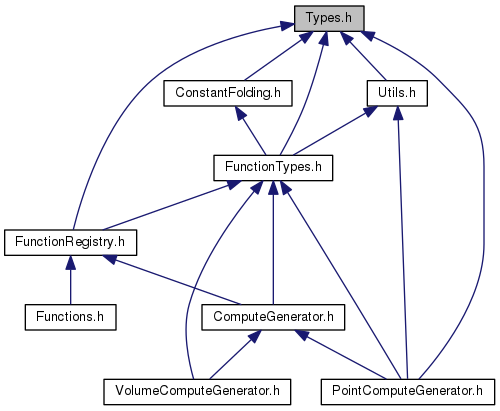 Types.h
ConstantFolding.h
Utils.h
FunctionTypes.h
FunctionRegistry.h
Functions.h
ComputeGenerator.h
VolumeComputeGenerator.h
PointComputeGenerator.h